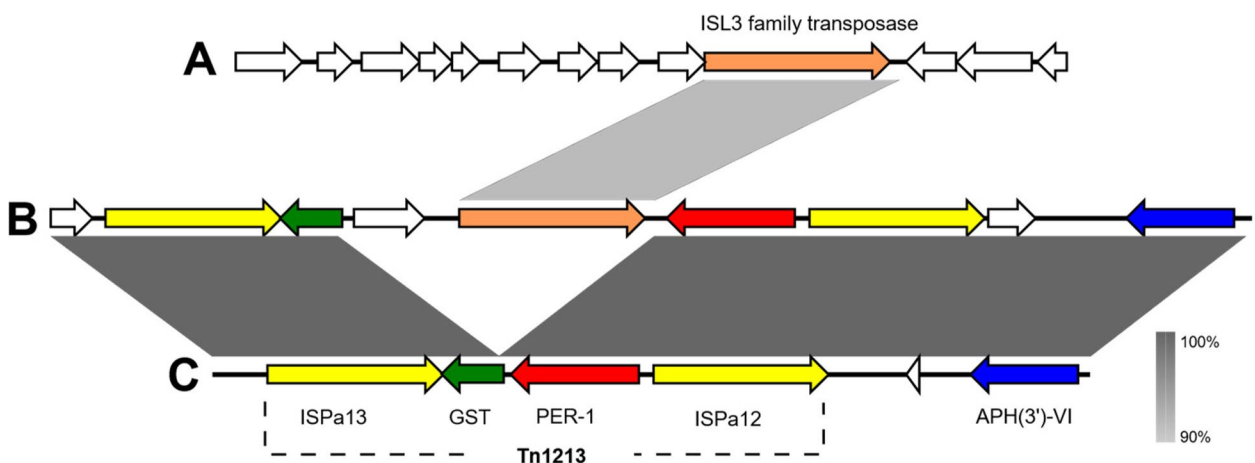 ISL3 family transposase
A
B
100%
C
90%
ISPa13 GST PER-1 ISPa12 APH(3')-VI
Tn1213